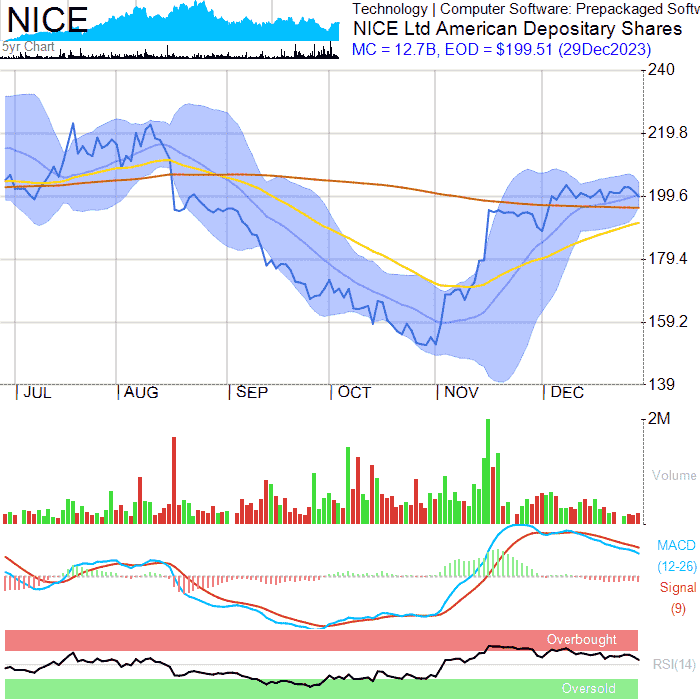 NICE
5yr Chart
Technology | Computer Software: Prepackaged Softw
NICE Ltd American Depositary Shares
MC = 12.7B, EOD = $199.51 (29Dec2023)
240
219.8
199.6
179.4
159.2
139
JUL AUG SEP OCT NOV DEC
2M
Volume
MACD
(12-26)
Signal
(9)
Overbought
RSI(14)
Oversold